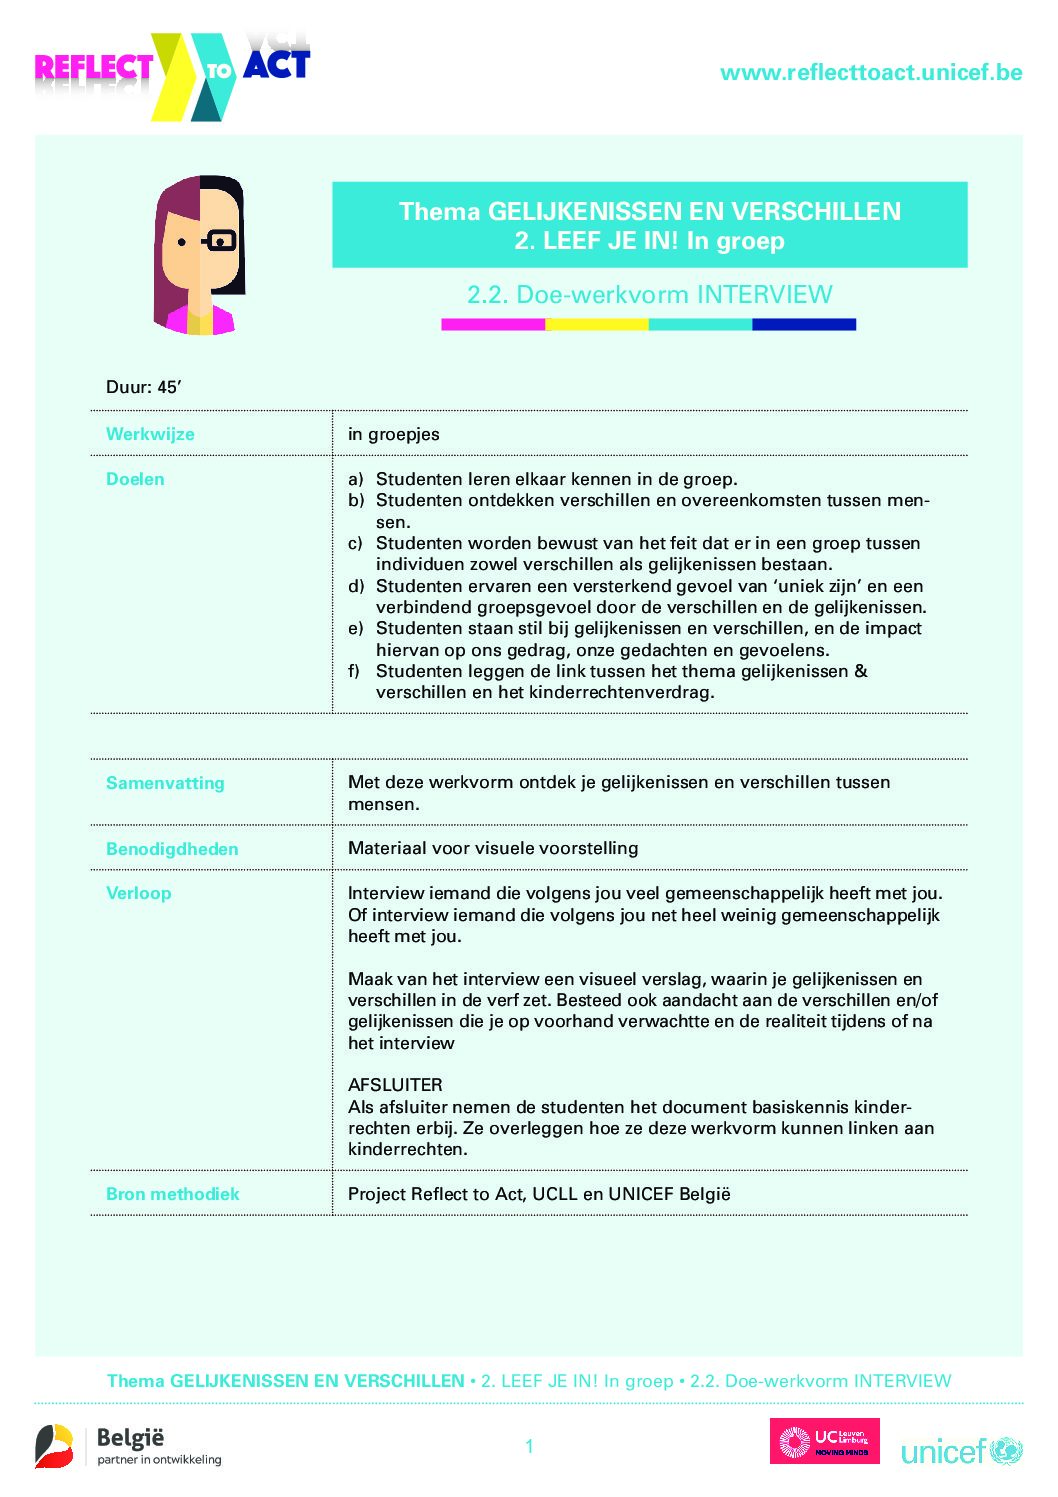 REFLECT TO ACT
www.reflecttoact.unicef.be
Thema GELIJKENISSEN EN VERSCHILLEN
2. LEEF JE IN! In groep
2.2. Doe-werkvorm INTERVIEW
Duur: 45’
Werkwijze
in groepjes
Doelen
a) Studenten leren elkaar kennen in de groep.
b) Studenten ontdekken verschillen en overeenkomsten tussen men-
sen.
c) Studenten worden bewust van het feit dat er in een groep tussen
individuen zowel verschillen als gelijkenissen bestaan.
d) Studenten ervaren een versterkend gevoel van ‘uniek zijn’ en een
verbindend groepsgevoel door de verschillen en de gelijkenissen.
e) Studenten staan stil bij gelijkenissen en verschillen, en de impact
hiervan op ons gedrag, onze gedachten en gevoelens.
f) Studenten leggen de link tussen het thema gelijkenissen &
verschillen en het kinderrechtenverdrag.
Samenvatting
Met deze werkvorm ontdek je gelijkenissen en verschillen tussen
mensen.
Benodigdheden
Materiaal voor visuele voorstelling
Verloop
Interview iemand die volgens jou veel gemeenschappelijk heeft met jou.
Of interview iemand die volgens jou net heel weinig gemeenschappelijk
heeft met jou.
Maak van het interview een visueel verslag, waarin je gelijkenissen en
verschillen in de verf zet. Besteed ook aandacht aan de verschillen en/of
gelijkenissen die je op voorhand verwachtte en de realiteit tijdens of na
het interview
AFSLUITER
Als afsluiter nemen de studenten het document basiskennis kinder-
rechten erbij. Ze overleggen hoe ze deze werkvorm kunnen linken aan
kinderrechten.
Bron methodiek
Project Reflect to Act, UCLL en UNICEF België
Thema GELIJKENISSEN EN VERSCHILLEN • 2. LEEF JE IN! In groep • 2.2. Doe-werkvorm INTERVIEW
België
partner in ontwikkeling
1
UC Leuven
Limburg
MOVING MINDS
unicef